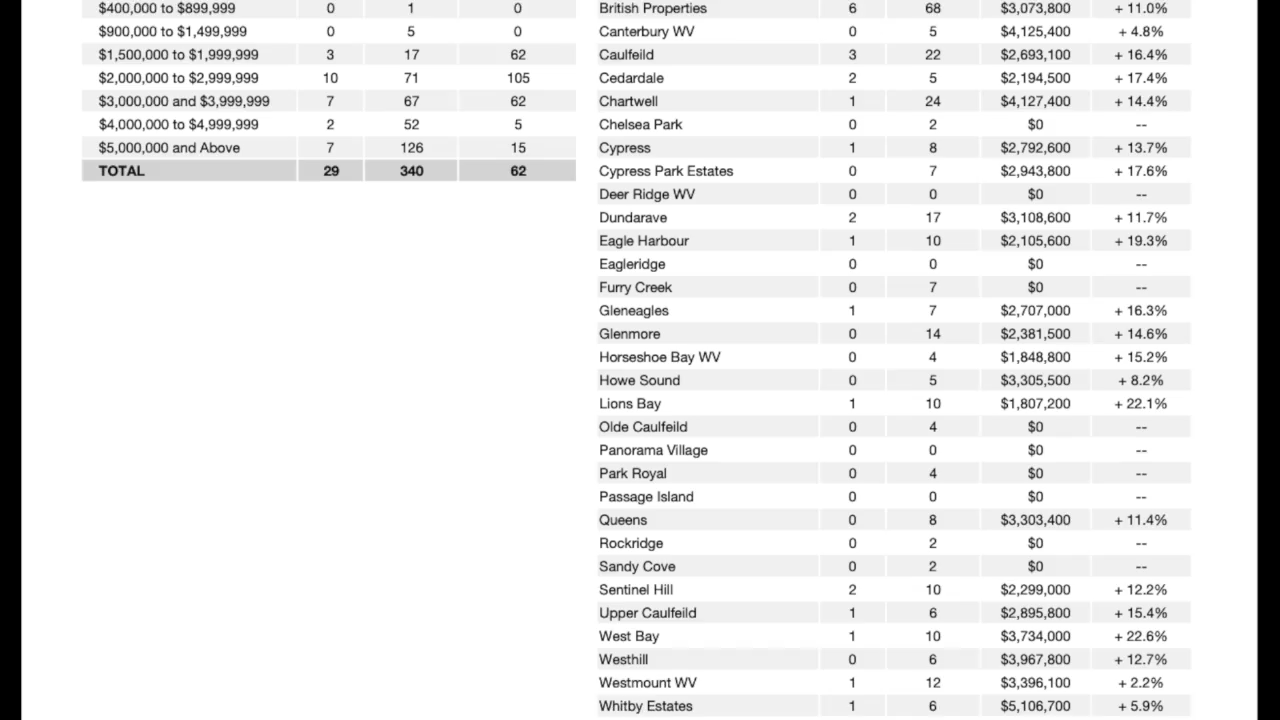 $400,000 to $899,999 0 1 0
$900,000 to $1,499,999 0 5 0
$1,500,000 to $1,999,999 3 17 62
$2,000,000 to $2,999,999 10 71 105
$3,000,000 and $3,999,999 7 67 62
$4,000,000 to $4,999,999 2 52 5
$5,000,000 and Above 7 126 15
TOTAL 29 340 62
British Properties 6 68 $3,073,800 + 11.0%
Canterbury WV 0 5 $4,125,400 + 4.8%
Caulfeild 3 22 $2,693,100 + 16.4%
Cedardale 2 5 $2,194,500 + 17.4%
Chartwell 1 24 $4,127,400 + 14.4%
Chelsea Park 0 2 $0 --
Cypress 1 8 $2,792,600 + 13.7%
Cypress Park Estates 0 7 $2,943,800 + 17.6%
Deer Ridge WV 0 0 $0 --
Dundarave 2 17 $3,108,600 + 11.7%
Eagle Harbour 1 10 $2,105,600 + 19.3%
Eagleridge 0 0 $0 --
Furry Creek 0 7 $0 --
Gleneagles 1 7 $2,707,000 + 16.3%
Glenmore 0 14 $2,381,500 + 14.6%
Horseshoe Bay WV 0 4 $1,848,800 + 15.2%
Howe Sound 0 5 $3,305,500 + 8.2%
Lions Bay 1 10 $1,807,200 + 22.1%
Olde Caulfeild 0 4 $0 --
Panorama Village 0 0 $0 --
Park Royal 0 4 $0 --
Passage Island 0 0 $0 --
Queens 0 8 $3,303,400 + 11.4%
Rockridge 0 2 $0 --
Sandy Cove 0 2 $0 --
Sentinel Hill 2 10 $2,299,000 + 12.2%
Upper Caulfeild 1 6 $2,895,800 + 15.4%
West Bay 1 10 $3,734,000 + 22.6%
Westhill 0 6 $3,967,800 + 12.7%
Westmount WV 1 12 $3,396,100 + 2.2%
Whitby Estates 1 6 $5,106,700 + 5.9%